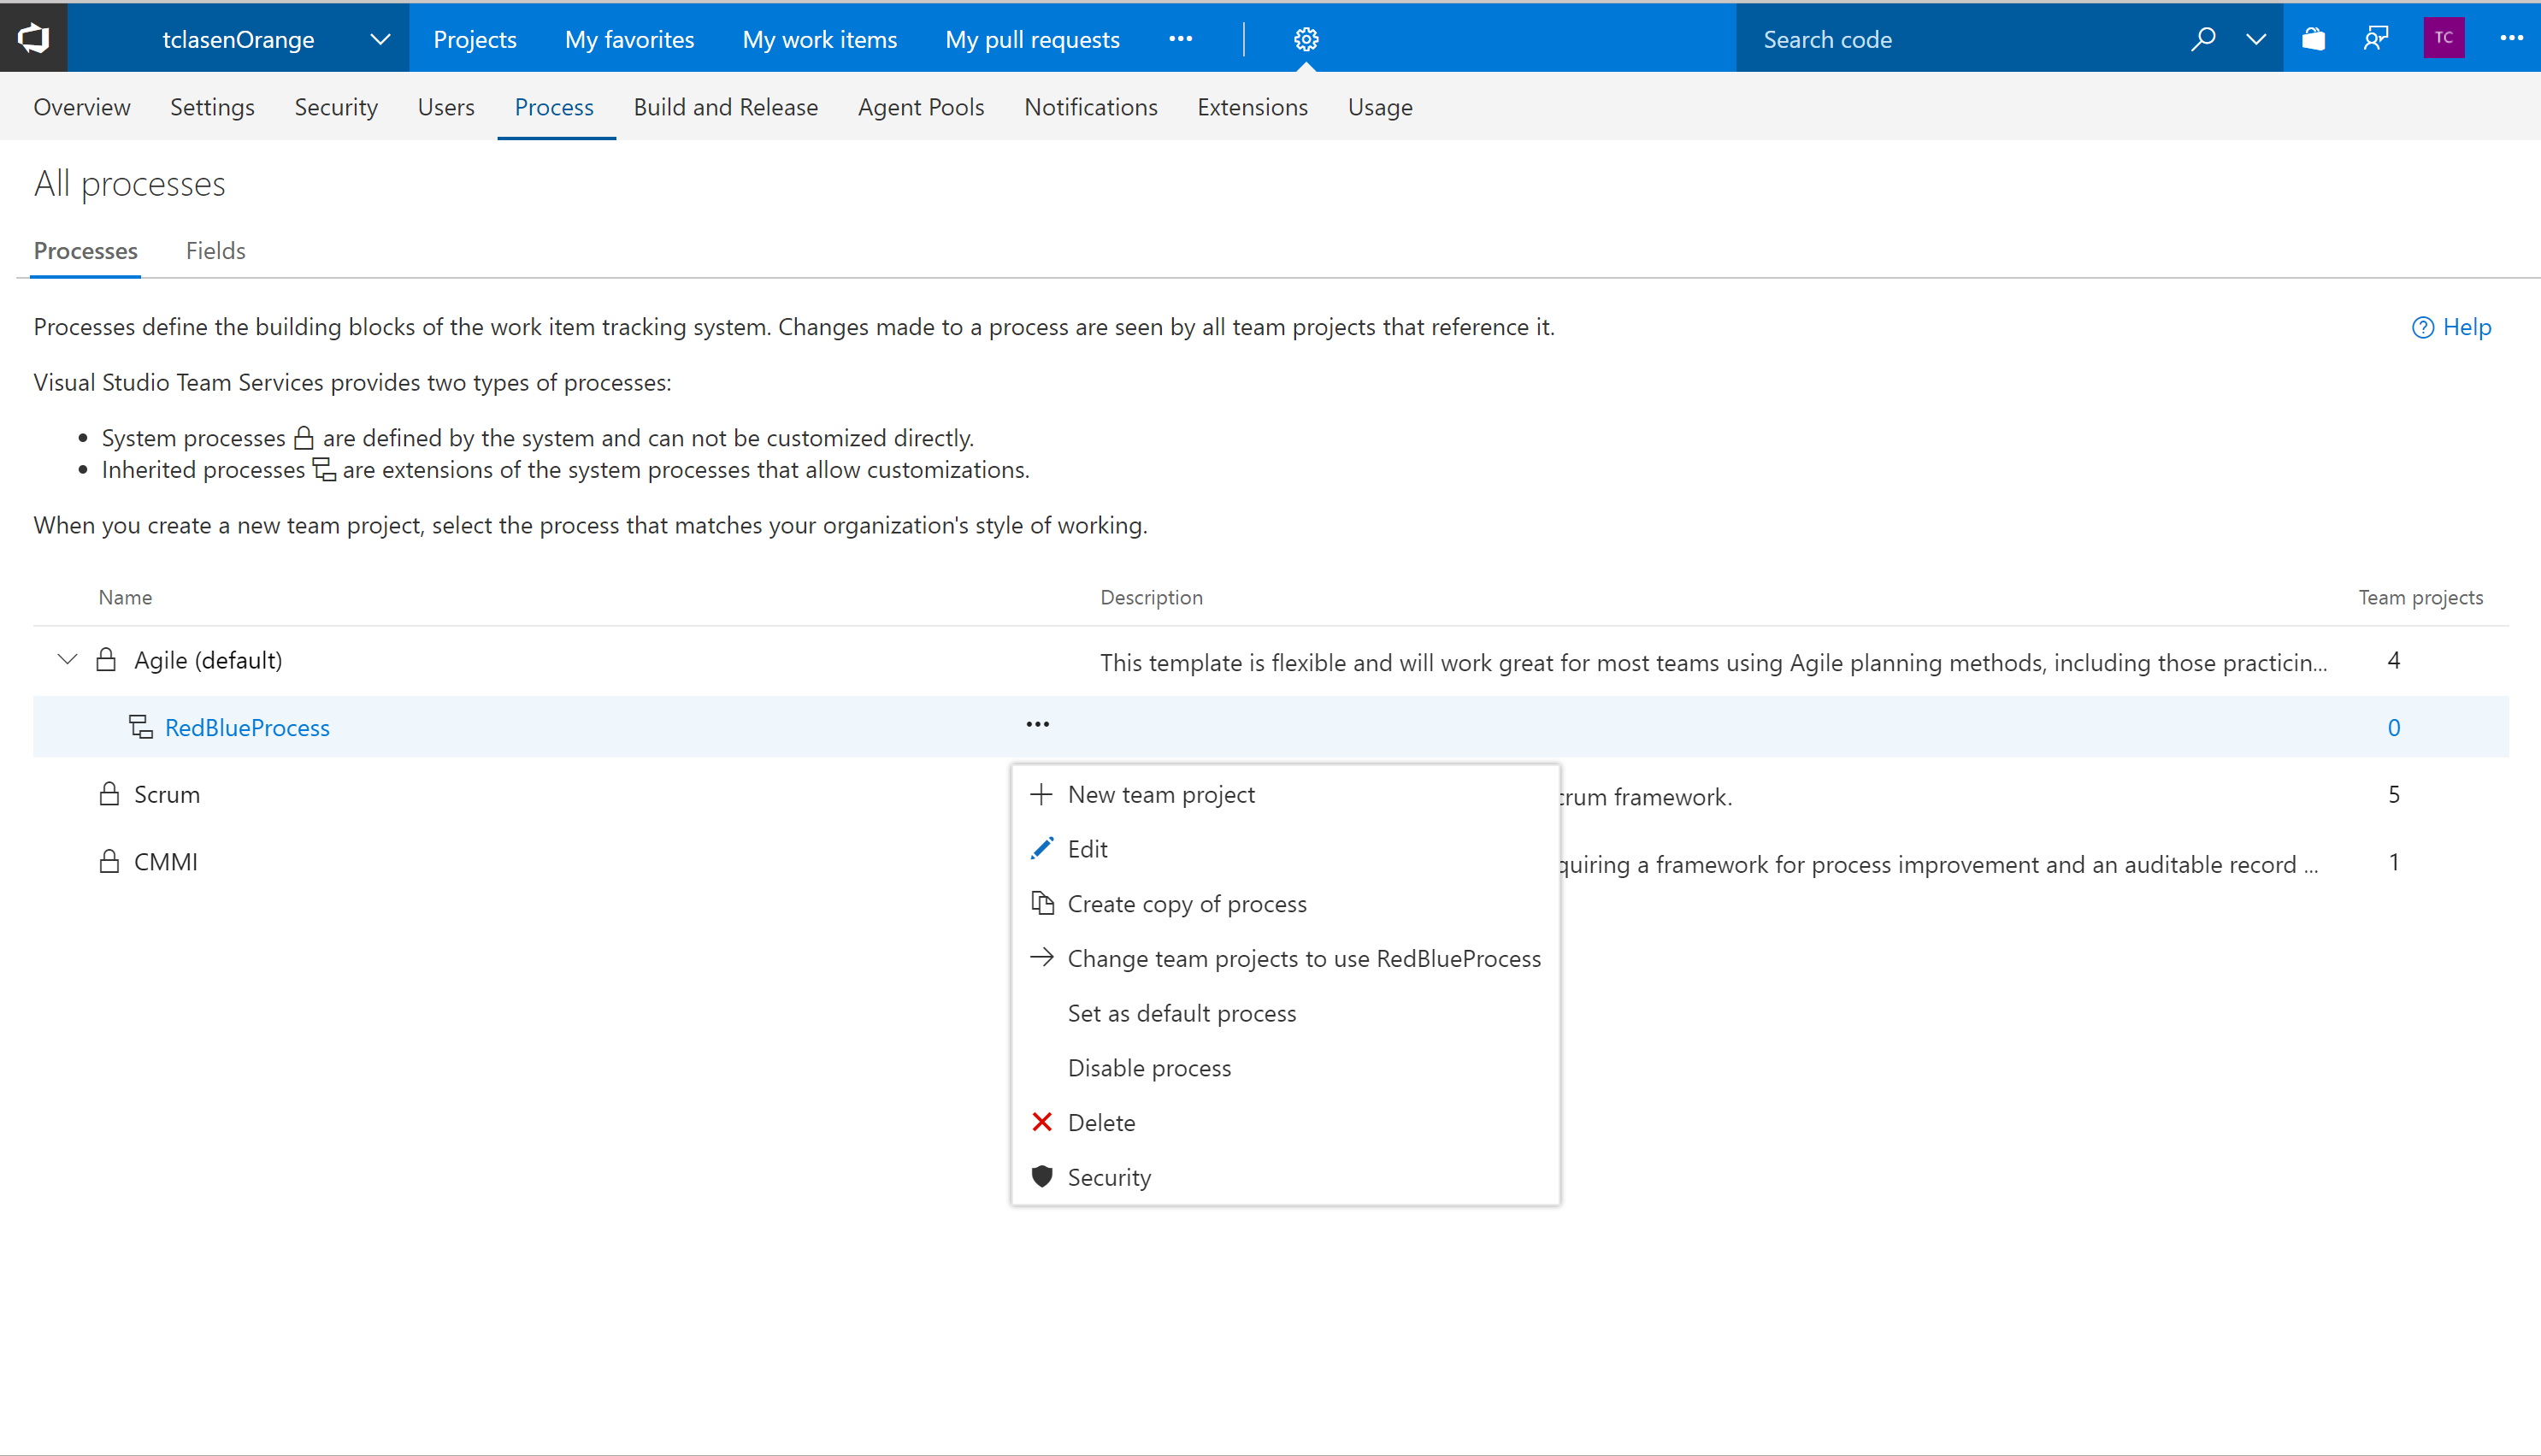 tclasenOrange Projects My favorites My work items My pull requests ••• Search code TC •••
Overview Settings Security Users Process Build and Release Agent Pools Notifications Extensions Usage
All processes
Processes Fields
Processes define the building blocks of the work item tracking system. Changes made to a process are seen by all team projects that reference it. Help
Visual Studio Team Services provides two types of processes:
• System processes are defined by the system and can not be customized directly.
• Inherited processes are extensions of the system processes that allow customizations.
When you create a new team project, select the process that matches your organization's style of working.
Name Description Team projects
Agile (default) This template is flexible and will work great for most teams using Agile planning methods, including those practicin... 4
RedBlueProcess ••• 0
Scrum framework. 5
CMMI a framework for process improvement and an auditable record ... 1
New team project
Edit
Create copy of process
Change team projects to use RedBlueProcess
Set as default process
Disable process
Delete
Security